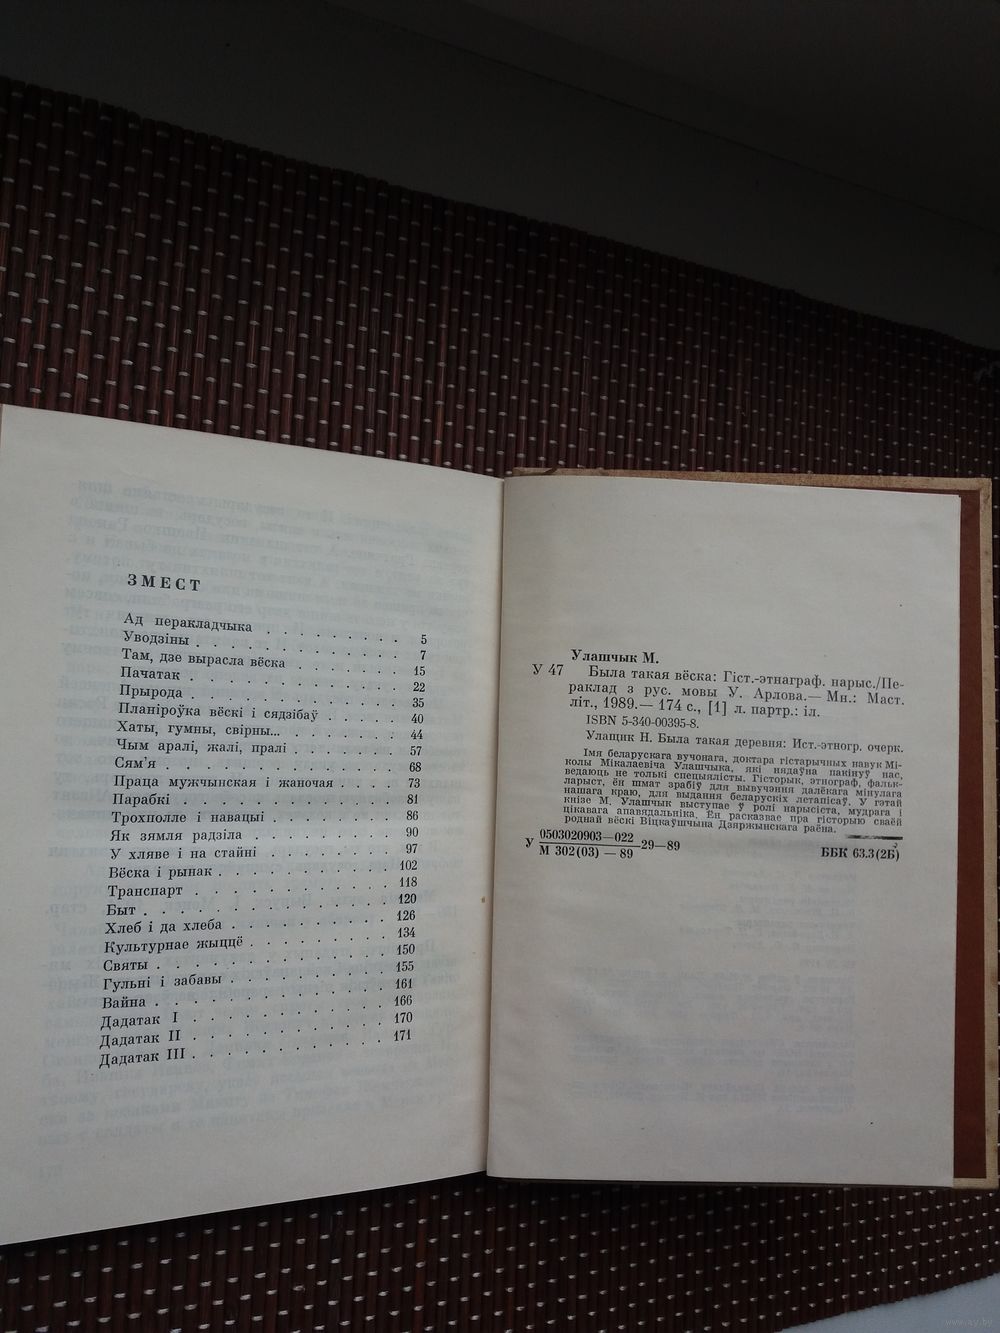 ЗМЕСТ
Ад перакладчыка . . . . . . . . 5
Уводзіны . . . . . . . . . . 7
Там, дзе вырасла вёска . . . . . . 15
Пачатак . . . . . . . . . . . 22
Прырода . . . . . . . . . . . 35
Планіроўка вёскі і сядзібаў . . . . . 40
Хаты, гумны, свірны... . . . . . . 44
Чым аралі, жалі, пралі . . . . . . 57
Сям'я . . . . . . . . . . . . 68
Праца мужчынская і жаночая . . . . 73
Парабкі . . . . . . . . . . . 81
Трохполле і навацыі . . . . . . . 86
Як зямля радзіла . . . . . . . . 90
У хляве і на стайні . . . . . . . 97
Вёска і рынак . . . . . . . . . 102
Транспарт . . . . . . . . . . 118
Быт . . . . . . . . . . . . 120
Хлеб і да хлеба . . . . . . . . 126
Культурнае жыццё . . . . . . . 134
Святы . . . . . . . . . . . . 150
Гульні і забавы . . . . . . . . 155
Вайна . . . . . . . . . . . . 161
Дадатак I . . . . . . . . . . 166
Дадатак II . . . . . . . . . . 170
Дадатак III . . . . . . . . . . 171
Улашчык М.
У 47 Была такая вёска: Гіст.-этнаграф. нарыс./Пе-
раклад з рус. мовы У. Арлова.— Мн.: Маст.
літ., 1989.— 174 с., [1] л. партр.: іл.
ISBN 5-340-00395-8.
Улащик Н. Была такая деревня: Ист.-этногр. очерк.
Імя беларускага вучонага, доктара гістарычных навук Мі-
колы Мікалаевіча Улашчыка, які нядаўна пакінуў нас,
ведаюць не толькі спецыялісты. Гісторык, этнограф, фальк-
ларыст, ён шмат зрабіў для вывучэння далёкага мінулага
нашага краю, для выдання беларускіх летапісаў. У гэтай
кнізе М. Улашчык выступае ў ролі нарысіста, мудрага і
цікавага апавядальніка. Ён расказвае пра гісторыю сваёй
роднай вёскі Віцкаўшчына Дзяржынскага раёна.
У 0503020903—022
М 302(03) — 89 29—89
ББК 63.3(2Б)
www.ay.by